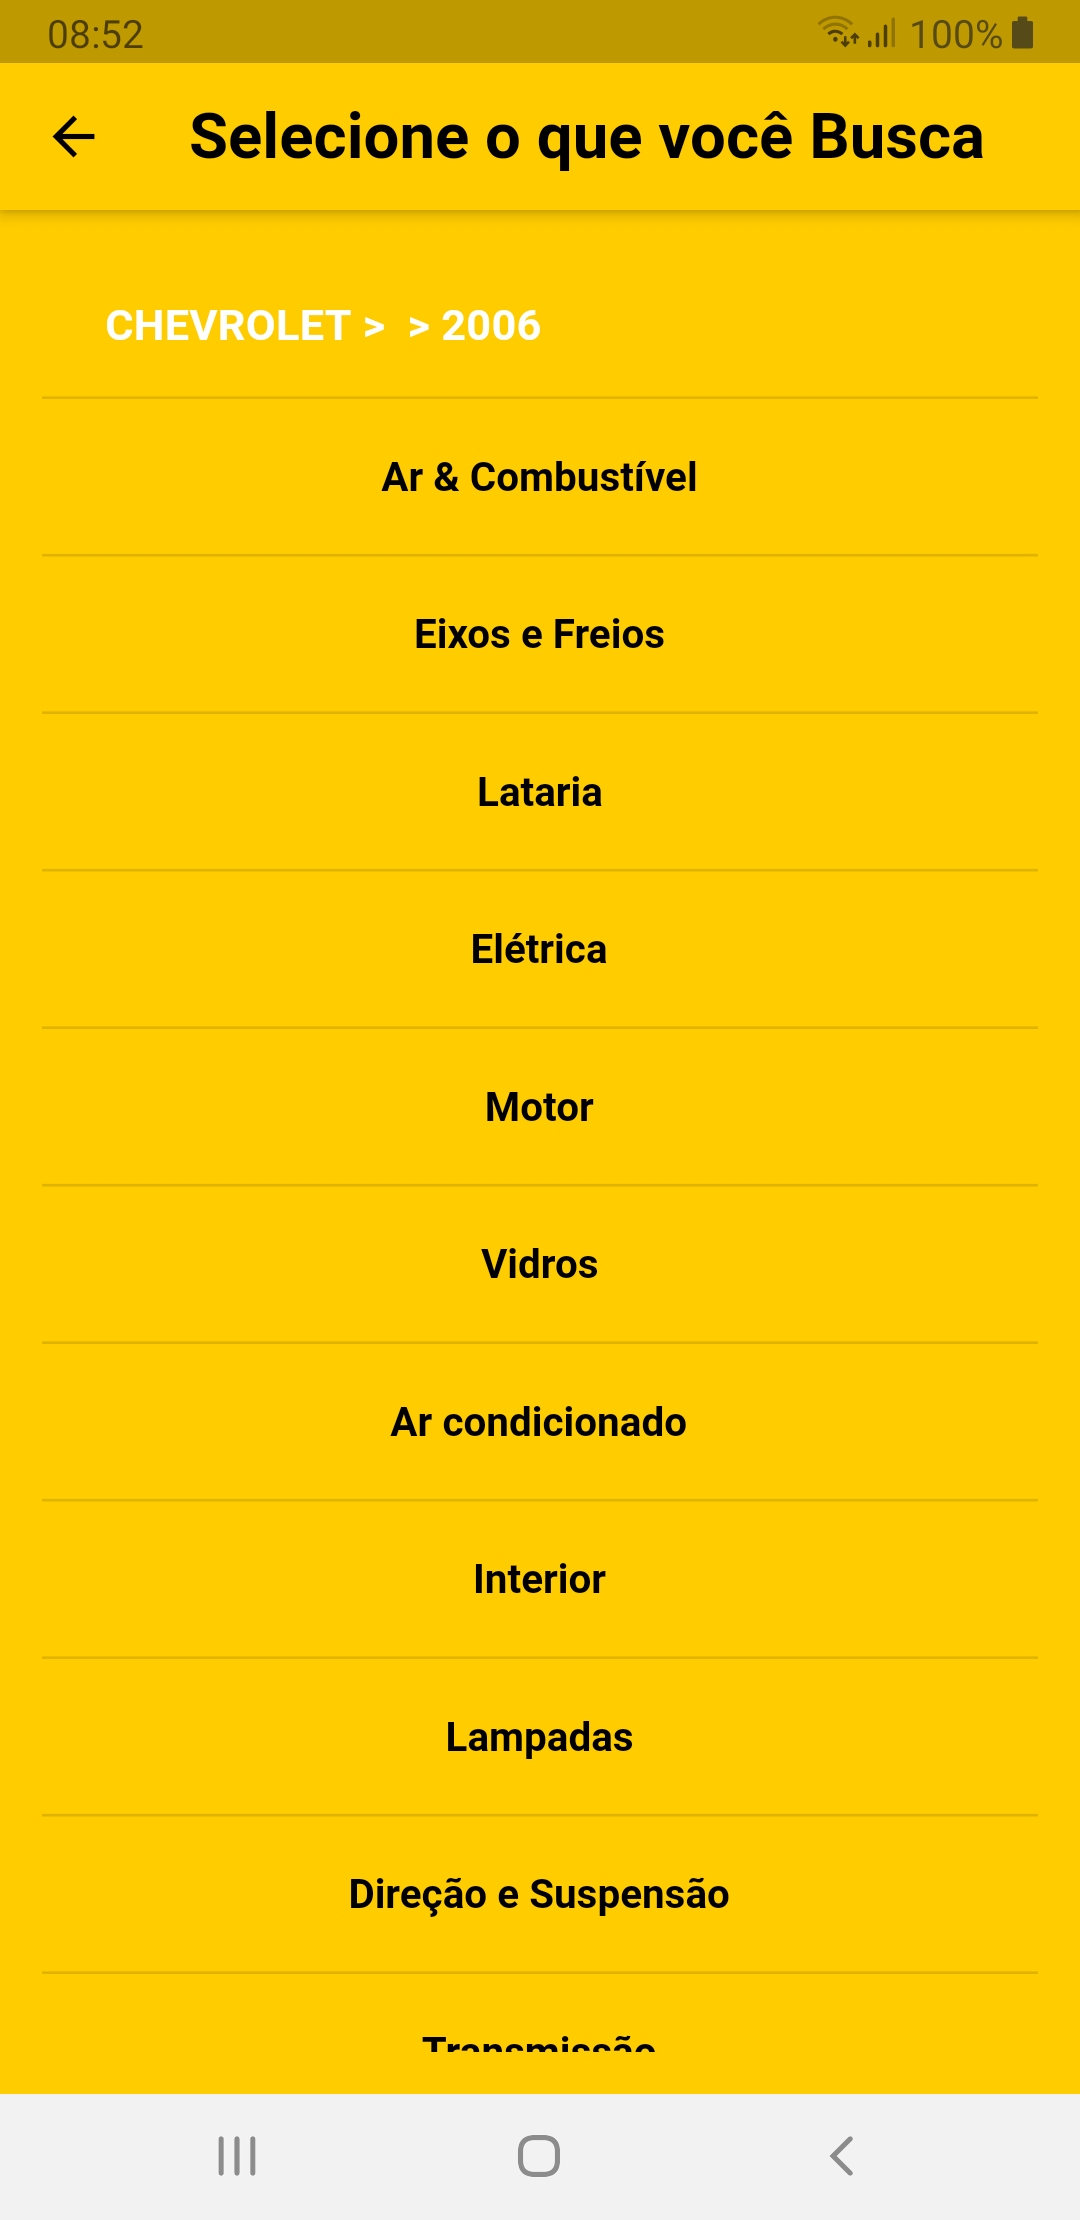 08:52
100%
Selecione o que você Busca
CHEVROLET >  > 2006
Ar & Combustível
Eixos e Freios
Lataria
Elétrica
Motor
Vidros
Ar condicionado
Interior
Lampadas
Direção e Suspensão
Transmissão